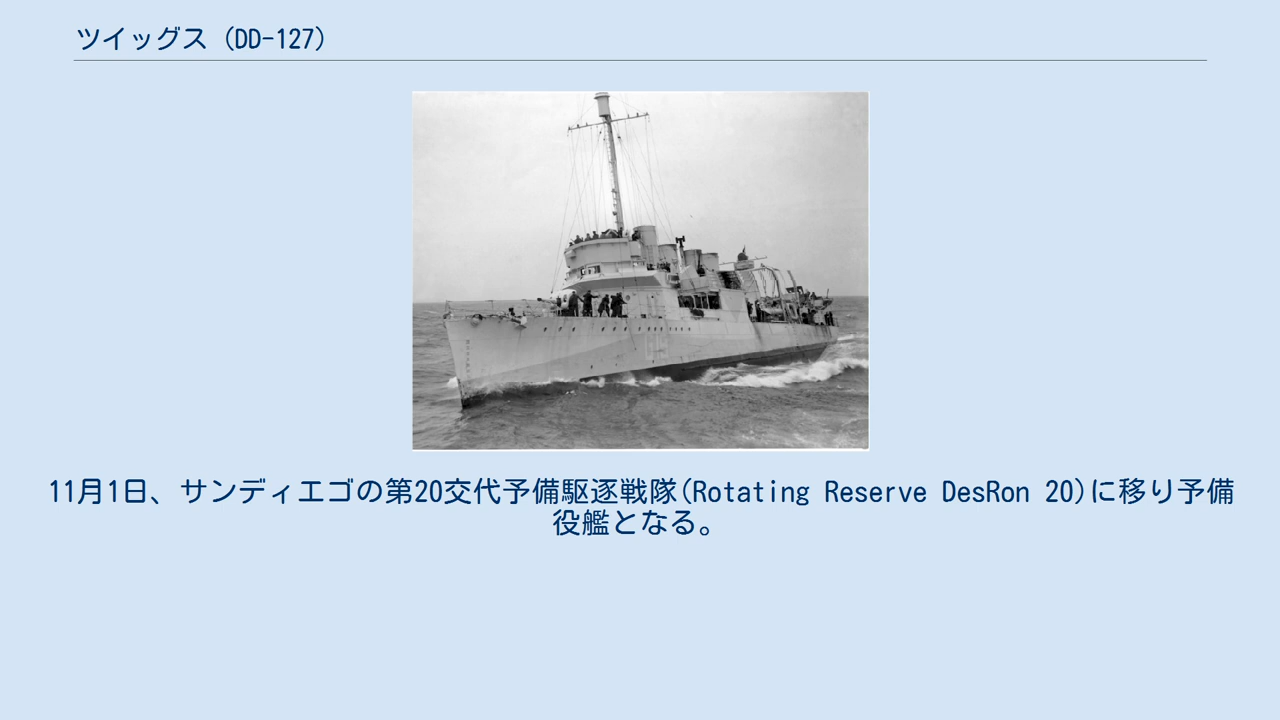 ツイッグス (DD-127)
11月1日、サンディエゴの第20交代予備駆逐戦隊(Rotating Reserve DesRon 20)に移り予備
役艦となる。